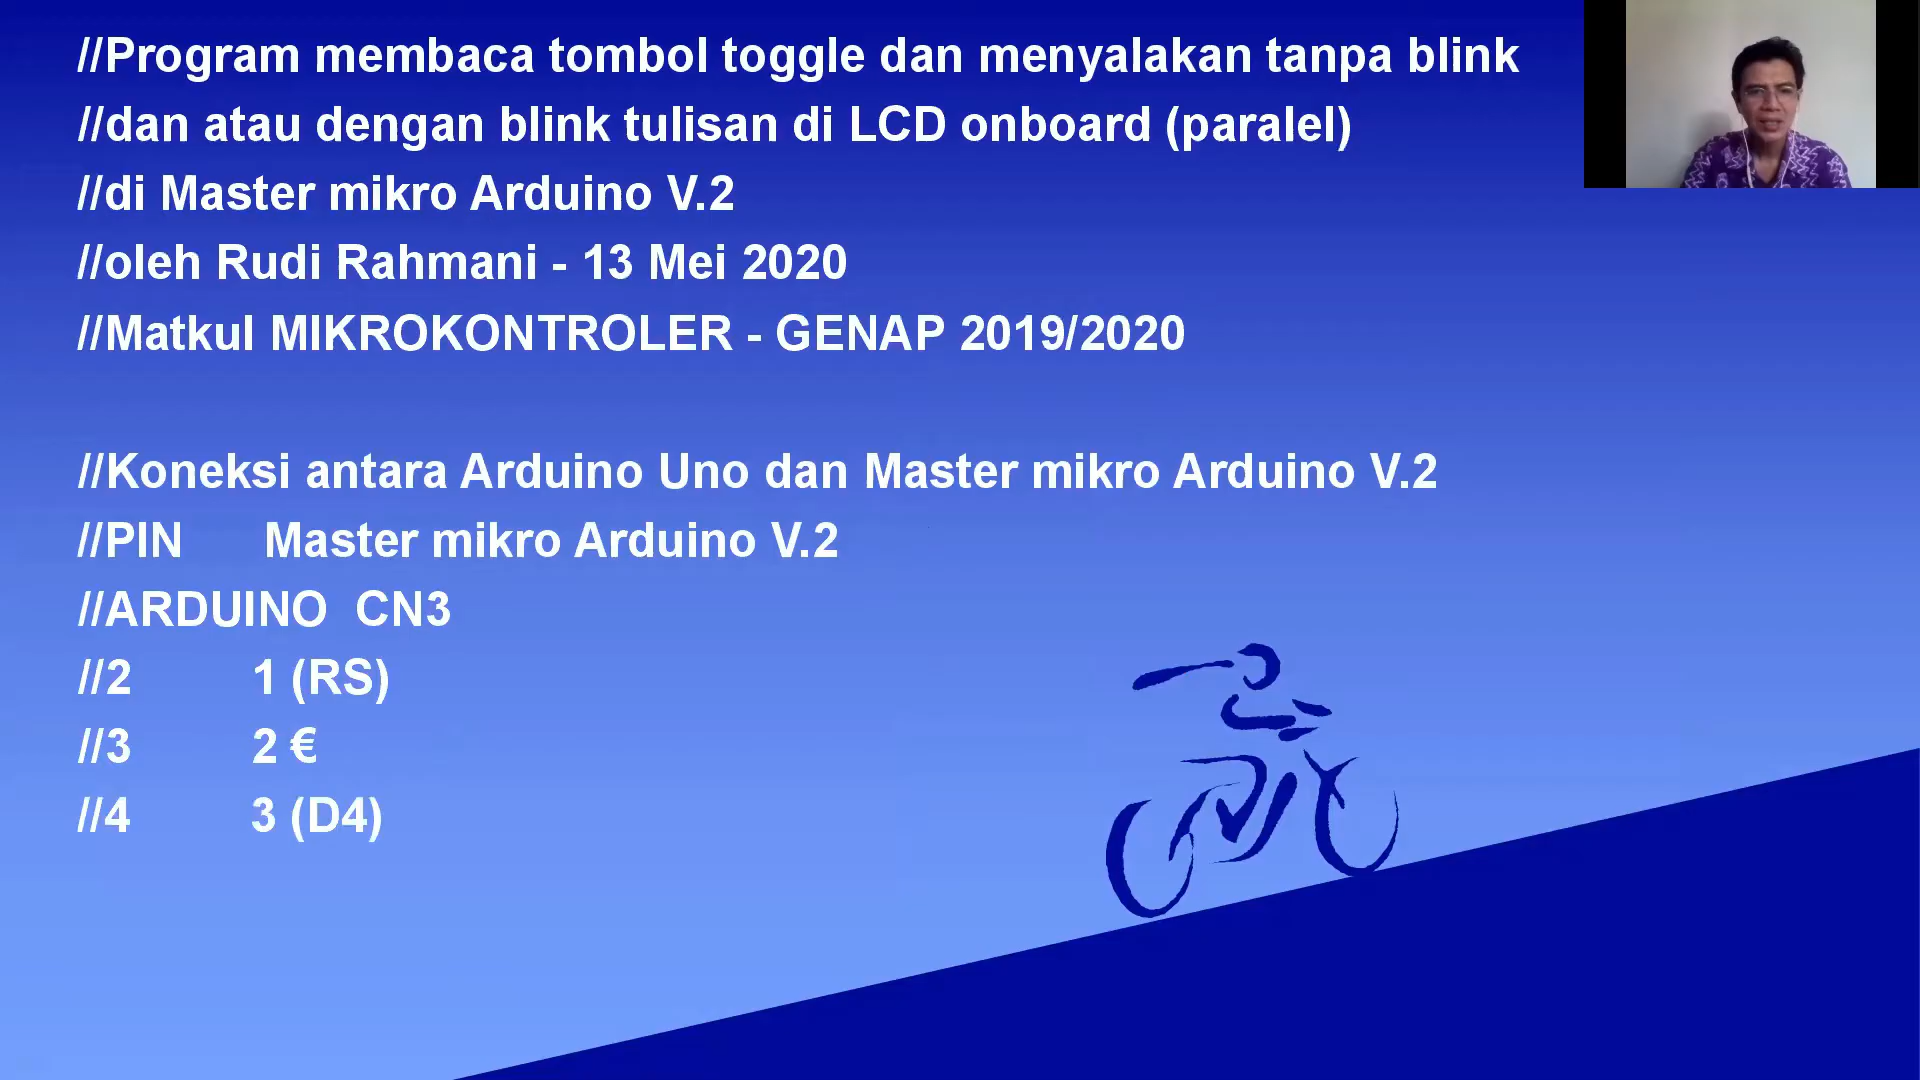 //Program membaca tombol toggle dan menyalakan tanpa blink
//dan atau dengan blink tulisan di LCD onboard (paralel)
//di Master mikro Arduino V.2
//oleh Rudi Rahmani - 13 Mei 2020
//Matkul MIKROKONTROLER - GENAP 2019/2020
//Koneksi antara Arduino Uno dan Master mikro Arduino V.2
//PIN Master mikro Arduino V.2
//ARDUINO CN3
//2 1 (RS)
//3 2 €
//4 3 (D4)